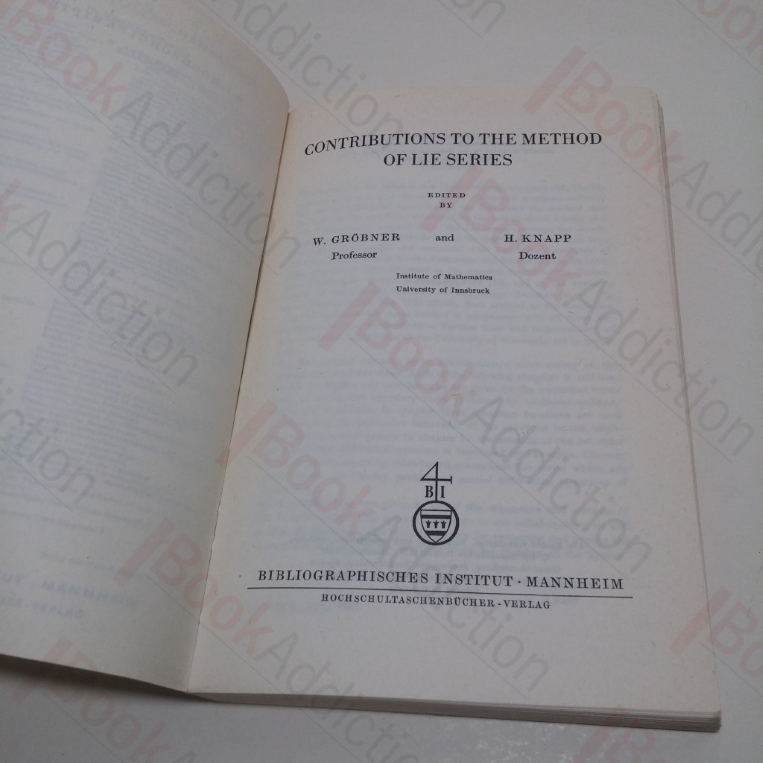 CONTRIBUTIONS TO THE METHOD
OF LIE SERIES
EDITED
BY
W. GRÖBNER and H. KNAPP
Professor Dozent
Institute of Mathematics
University of Innsbruck
B I
BIBLIOGRAPHISCHES INSTITUT · MANNHEIM
HOCHSCHULTASCHENBÜCHER-VERLAG
BookAddiction